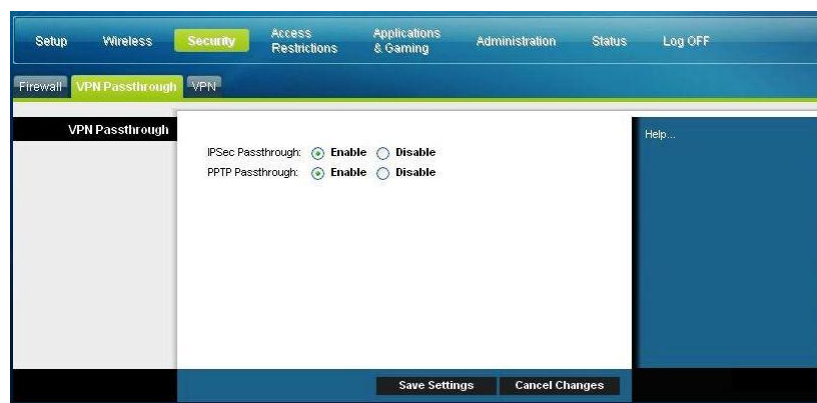 Setup Wireless Security Access Restrictions Applications & Gaming Administration Status Log OFF
Firewall VPN Passthrough VPN
VPN Passthrough
Help...
IPSec Passthrough: Enable Disable
PPTP Passthrough: Enable Disable
Save Settings Cancel Changes